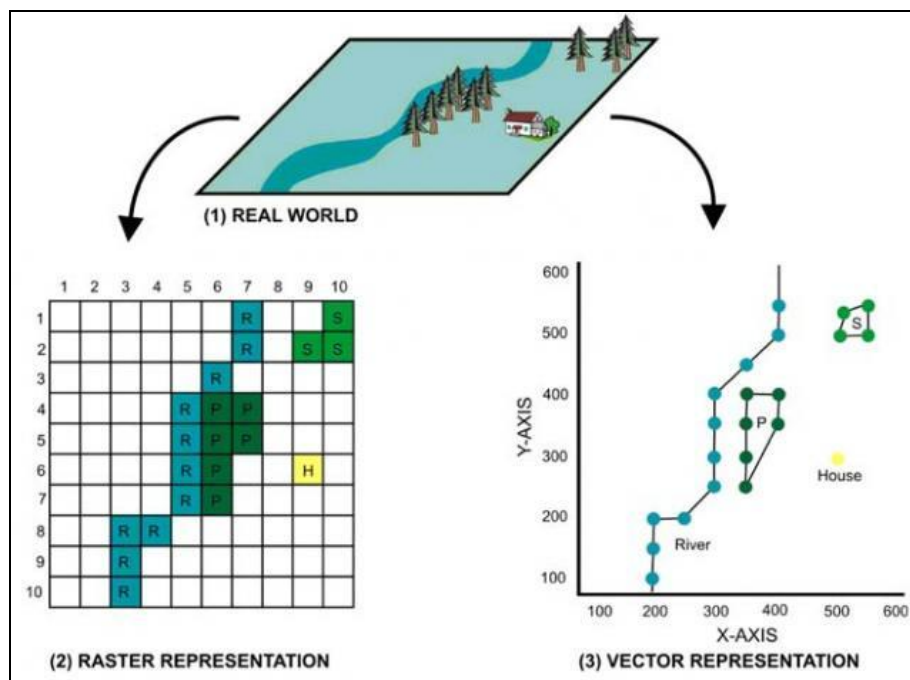 (1) REAL WORLD
1 2 3 4 5 6 7 8 9 10
1 R S
2 R S S
3 R
4 R P P
5 R P P
6 R P H
7 R P
8 R R
9 R
10 R
(2) RASTER REPRESENTATION
600
500
400
300
200
100
Y-AXIS
S
P
House
River
100 200 300 400 500 600
X-AXIS
(3) VECTOR REPRESENTATION